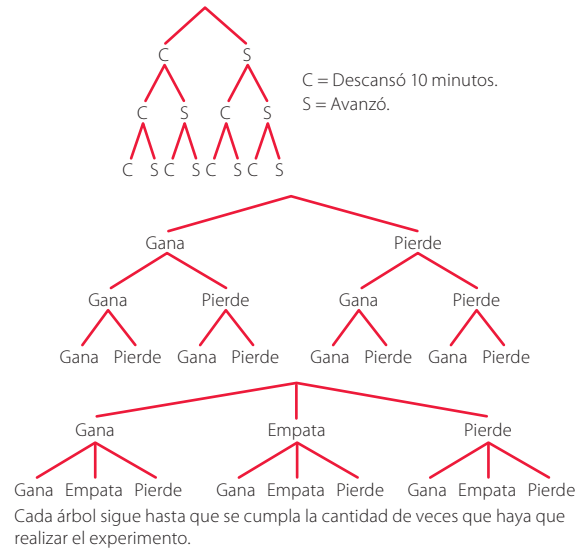 C S
C = Descansó 10 minutos.
S = Avanzó.
C S C S
C S C S C S C S
Gana Pierde
Gana Pierde Gana Pierde
Gana Pierde Gana Pierde Gana Pierde Gana Pierde
Gana Empata Pierde
Gana Empata Pierde Gana Empata Pierde Gana Empata Pierde
Cada árbol sigue hasta que se cumpla la cantidad de veces que haya que
realizar el experimento.